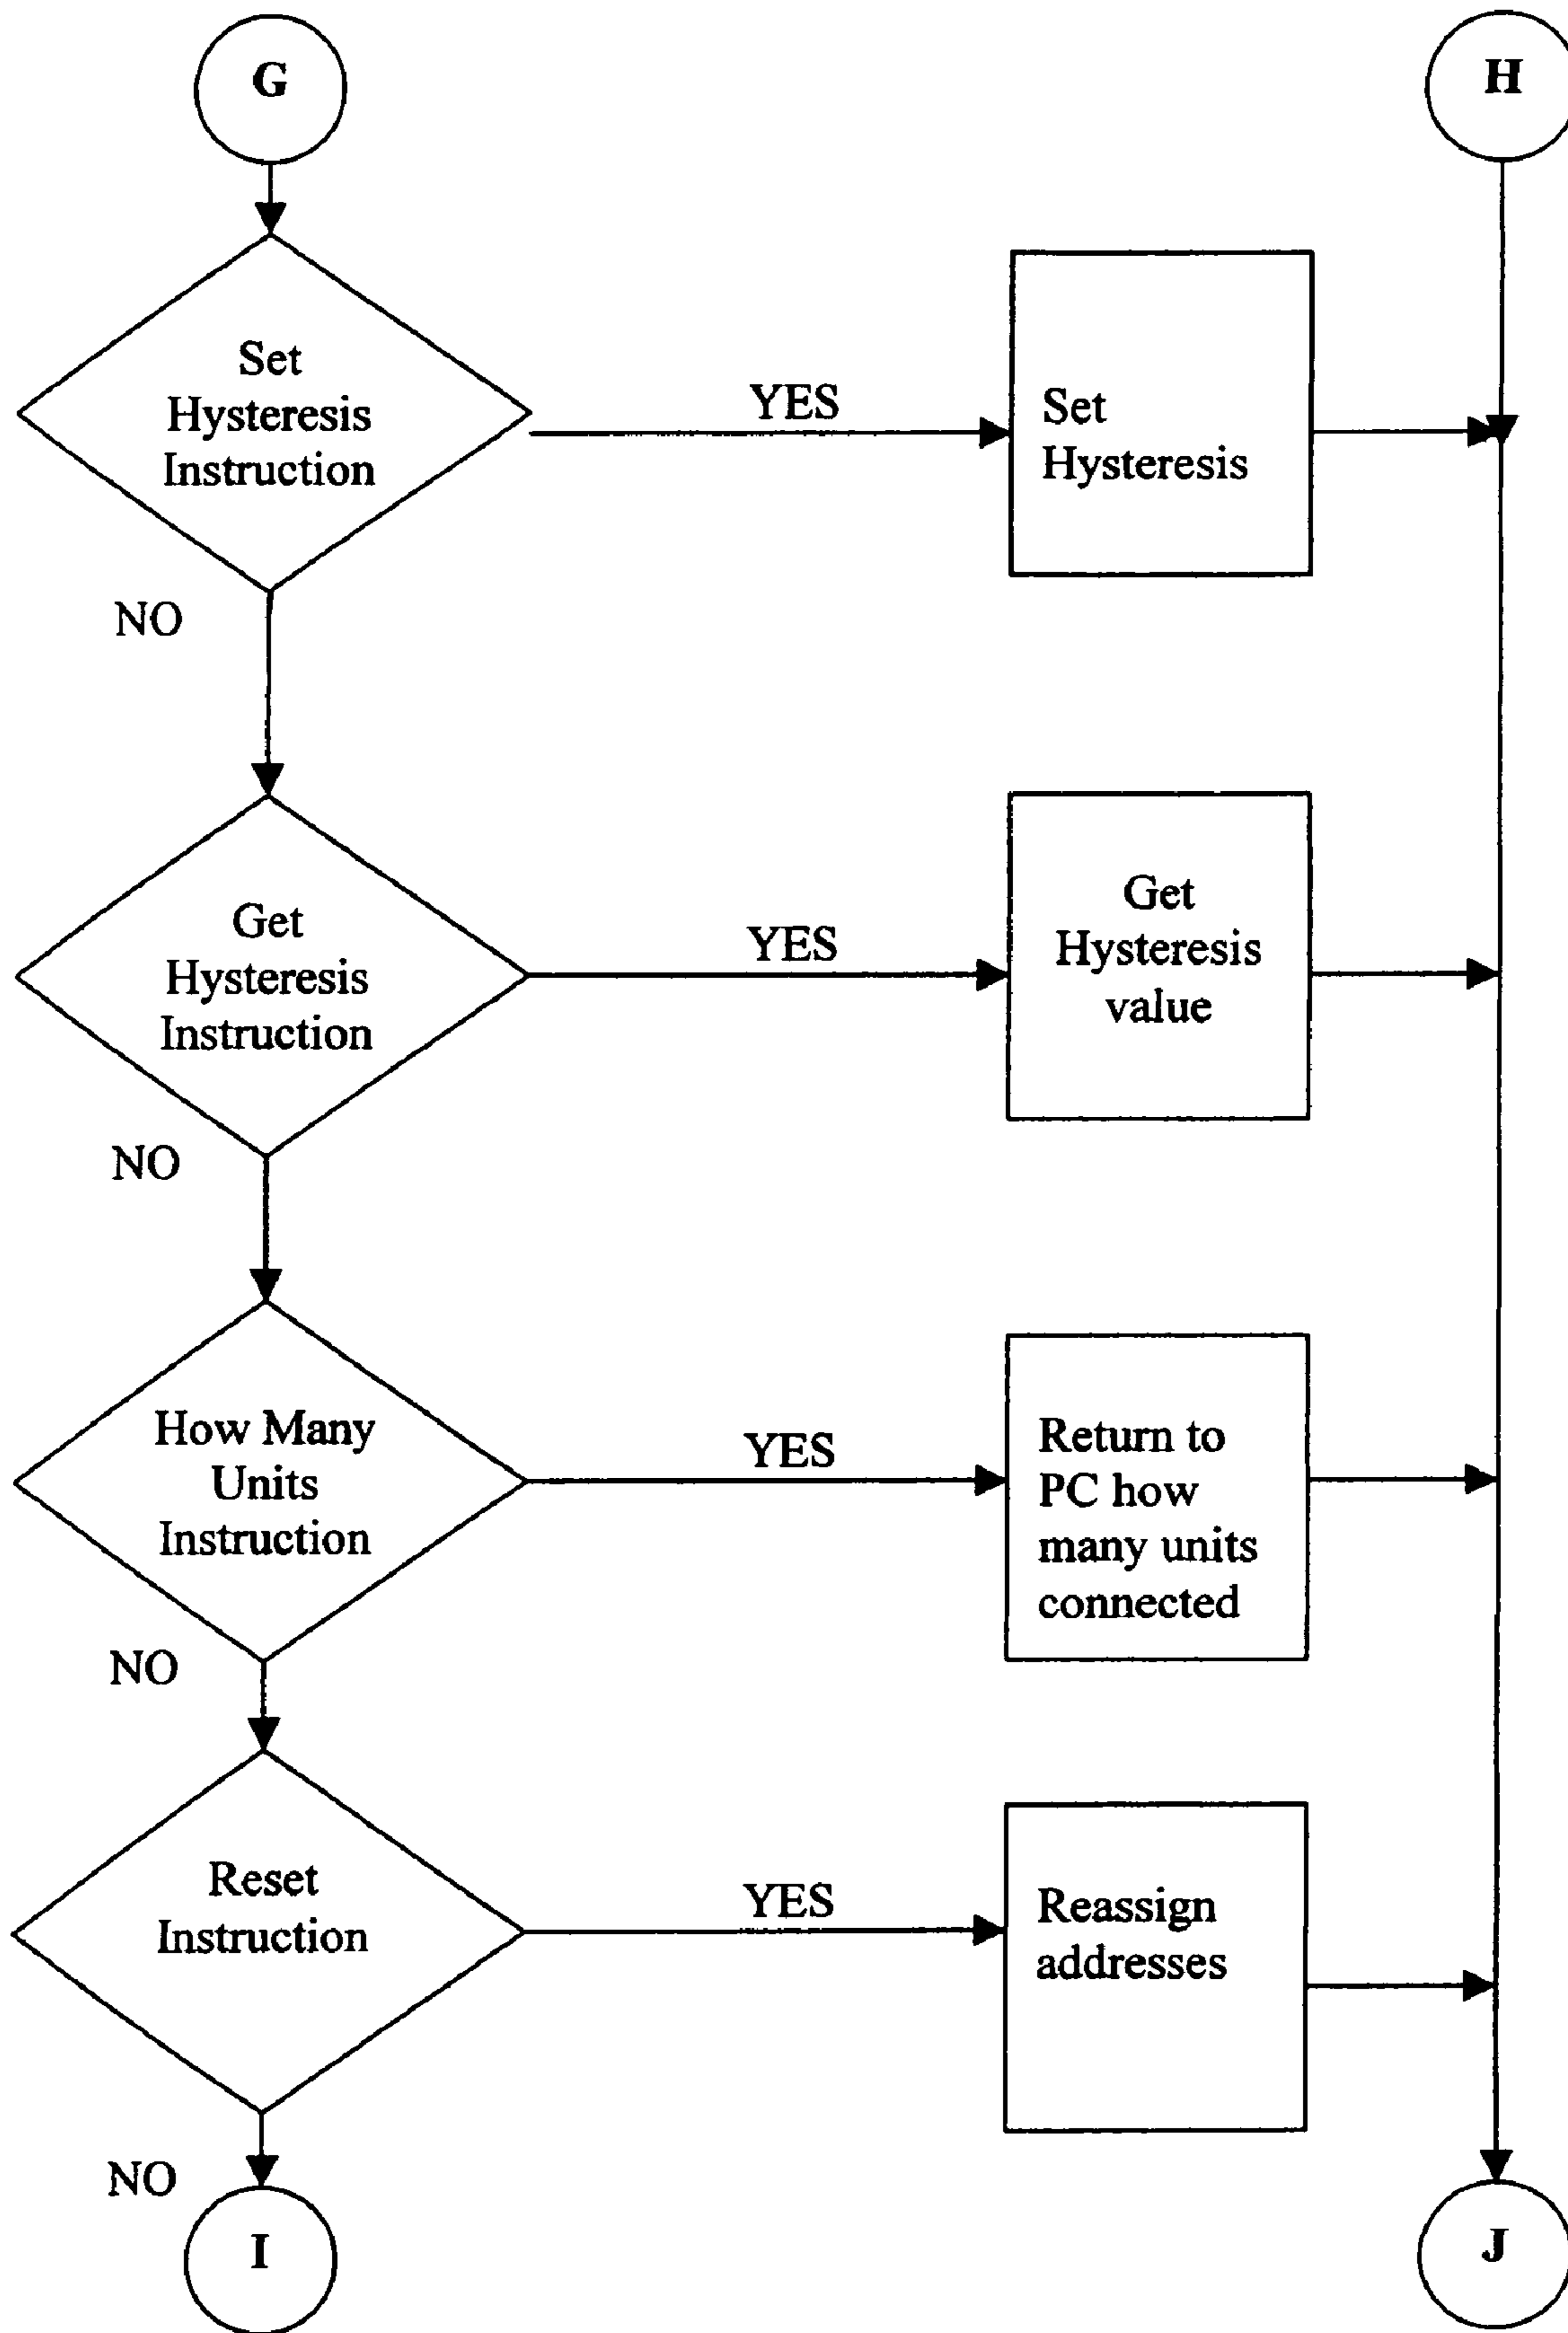 G
H
Set
Hysteresis
Instruction
YES
Set
Hysteresis
NO
Get
Hysteresis
Instruction
YES
Get
Hysteresis
value
NO
How Many
Units
Instruction
YES
Return to
PC how
many units
connected
NO
Reset
Instruction
YES
Reassign
addresses
NO
I
J